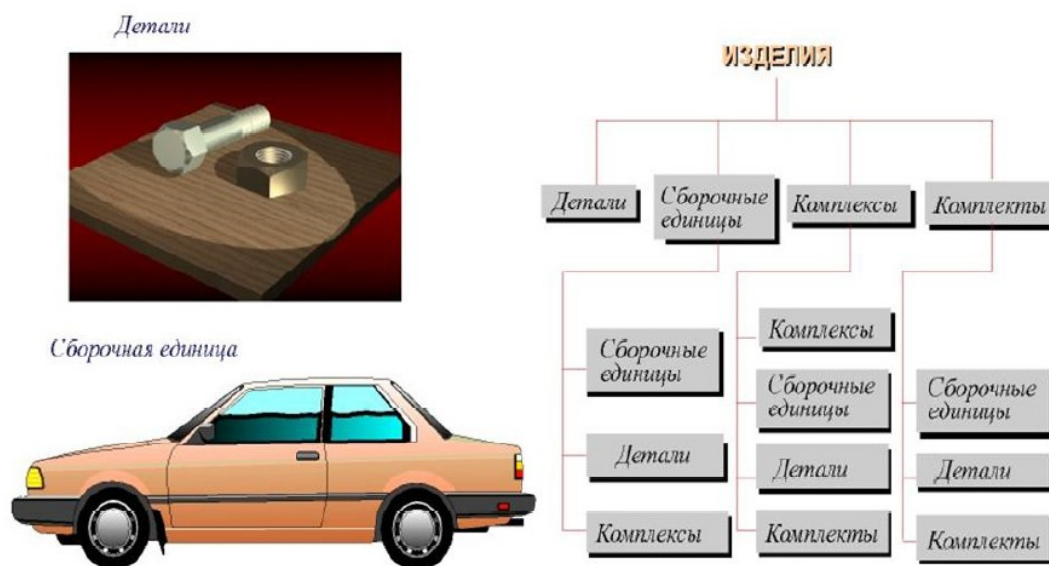 Детали
Сборочная единица
ИЗДЕЛИЯ
Детали
Сборочные
единицы
Комплексы
Комплекты
Сборочные
единицы
Детали
Комплексы
Комплексы
Сборочные
единицы
Детали
Комплекты
Сборочные
единицы
Детали
Комплекты